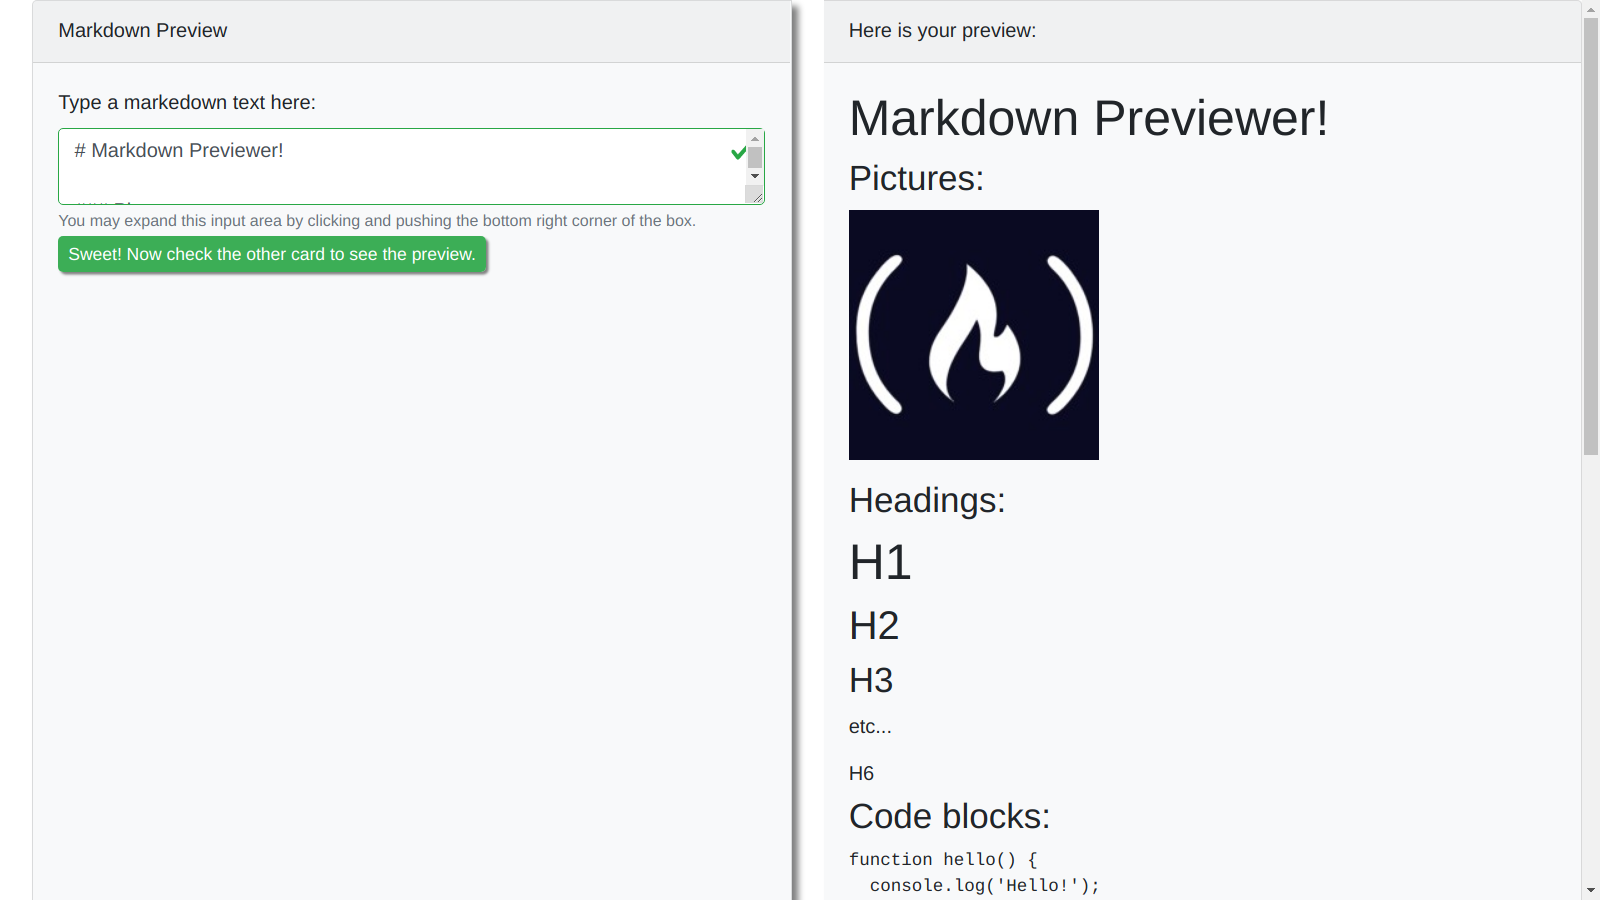 Markdown Preview
Type a markedown text here:
# Markdown Previewer!
You may expand this input area by clicking and pushing the bottom right corner of the box.
Sweet! Now check the other card to see the preview.
Here is your preview:
Markdown Previewer!
Pictures:
Headings:
H1
H2
H3
etc...
H6
Code blocks:
function hello() {
  console.log('Hello!');